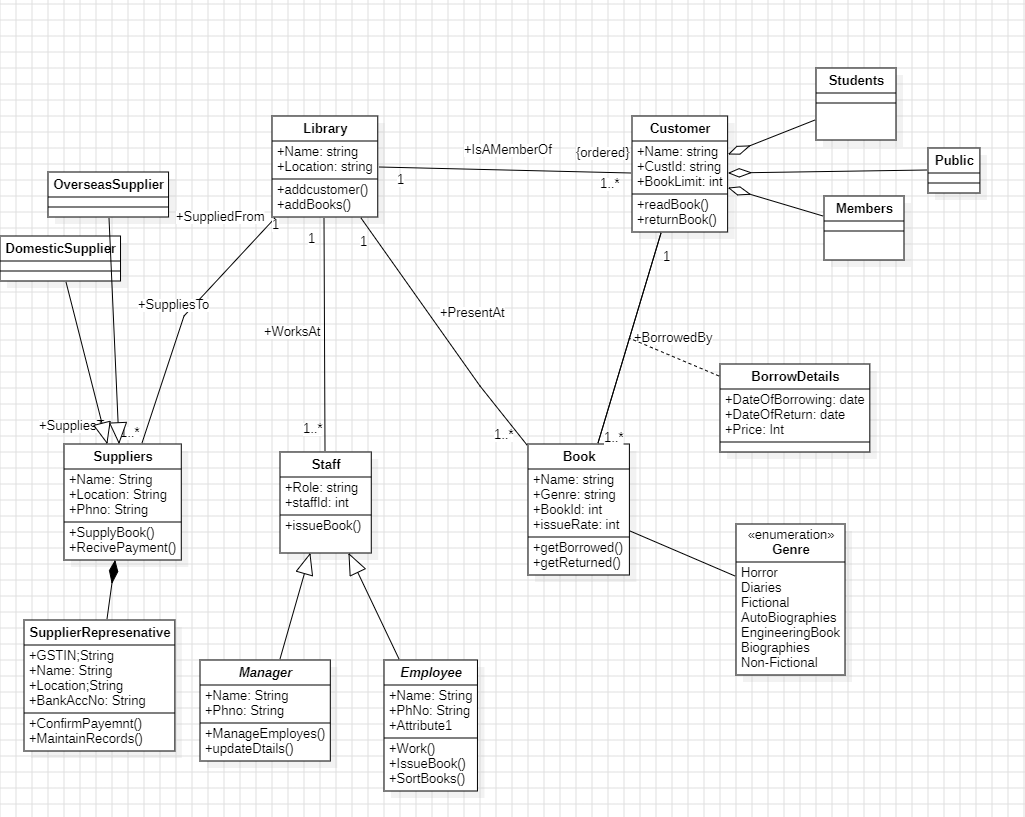 Students
Library
+Name: string
+Location: string
+addcustomer()
+addBooks()
+IsAMemberOf
{ordered}
1
1..*
Customer
+Name: string
+CustId: string
+BookLimit: int
+readBook()
+returnBook()
Public
Members
OverseasSupplier
DomesticSupplier
+SuppliedFrom
1
1
1
1
+SuppliesTo
+WorksAt
+PresentAt
+BorrowedBy
BorrowDetails
+DateOfBorrowing: date
+DateOfReturn: date
+Price: Int
+Supplies
1..*
1..*
1..*
1..*
Suppliers
+Name: String
+Location: String
+Phno: String
+SupplyBook()
+RecivePayment()
Staff
+Role: string
+staffId: int
+issueBook()
Book
+Name: string
+Genre: string
+BookId: int
+issueRate: int
+getBorrowed()
+getReturned()
«enumeration»
Genre
Horror
Diaries
Fictional
AutoBiographies
EngineeringBook
Biographies
Non-Fictional
SupplierRepresenative
+GSTIN;String
+Name: String
+Location;String
+BankAccNo: String
+ConfirmPayemnt()
+MaintainRecords()
Manager
+Name: String
+Phno: String
+ManageEmployes()
+updateDtails()
Employee
+Name: String
+PhNo: String
+Attribute1
+Work()
+IssueBook()
+SortBooks()